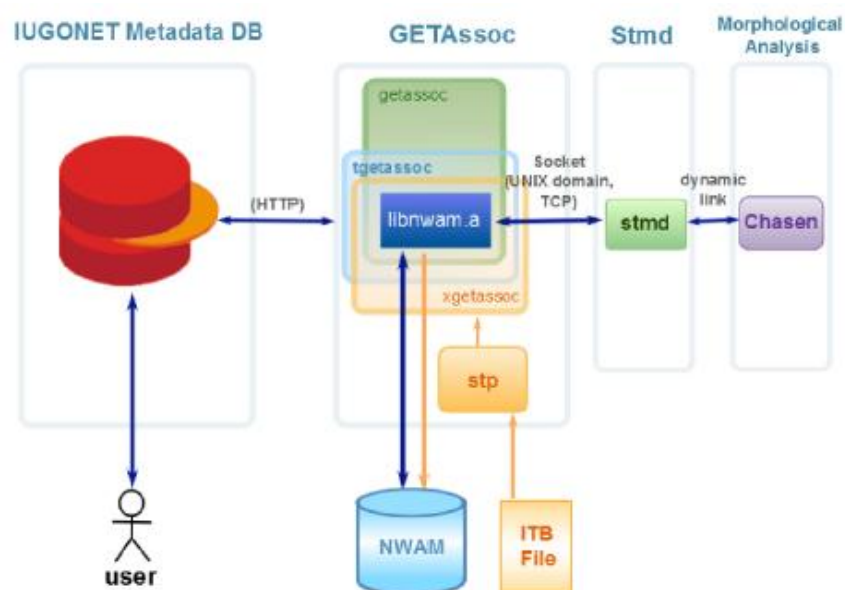 IUGONET Metadata DB
GETAssoc
Stmd
Morphological
Analysis
getassoc
tgetassoc
Socket
(UNIX domain,
TCP)
dynamic
link
(HTTP)
libnwam.a
stmd
Chasen
xgetassoc
stp
NWAM
ITB
File
user